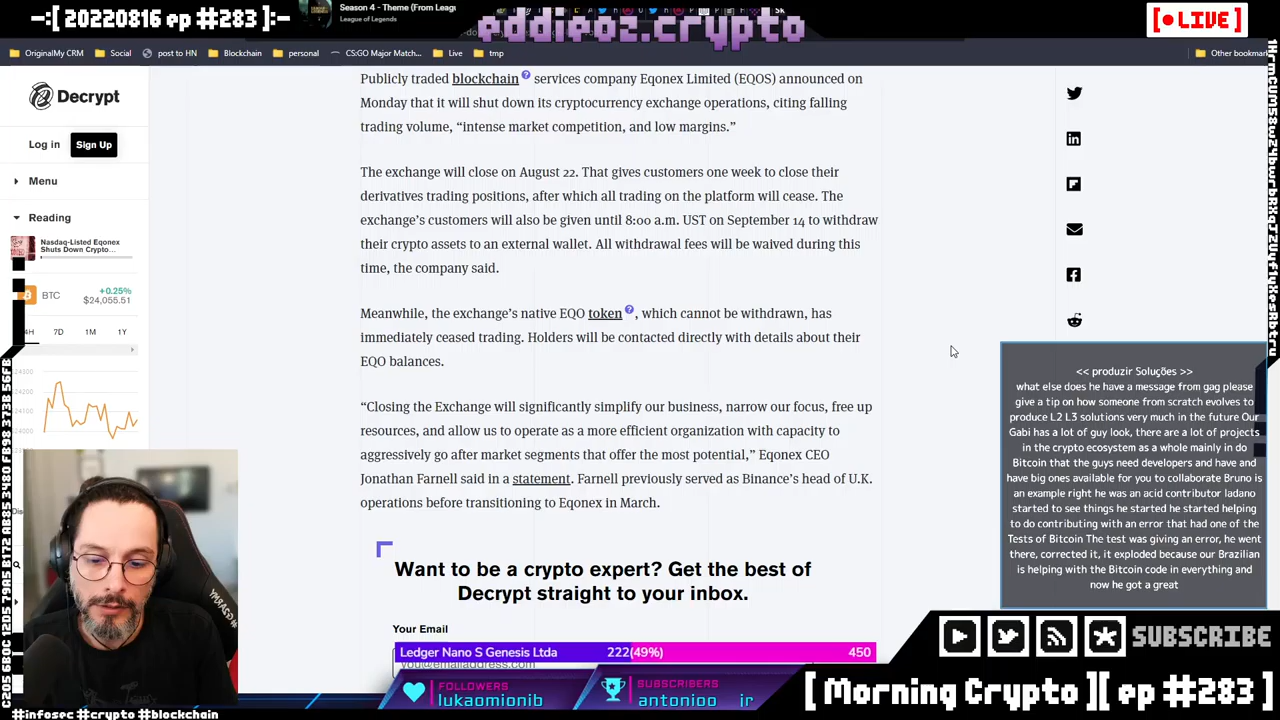 -:[ 20220816 ep #283 ]:-
Season 4 - Theme (From Leagu
League of Legends
eddieoz.crypto
[ ● LIVE ]
OriginalMy CRM
Social
post to HN
Blockchain
personal
CS:GO Major Match...
Live
tmp
Other bookmark
Decrypt
Log in
Sign Up
Menu
Reading
Nasdaq-Listed Eqonex
Shuts Down Crypto...
BTC
+0.25%
$24,055.51
7D
1M
1Y
Publicly traded blockchain services company Eqonex Limited (EQOS) announced on
Monday that it will shut down its cryptocurrency exchange operations, citing falling
trading volume, “intense market competition, and low margins.”
The exchange will close on August 22. That gives customers one week to close their
derivatives trading positions, after which all trading on the platform will cease. The
exchange’s customers will also be given until 8:00 a.m. UST on September 14 to withdraw
their crypto assets to an external wallet. All withdrawal fees will be waived during this
time, the company said.
Meanwhile, the exchange’s native EQO token, which cannot be withdrawn, has
immediately ceased trading. Holders will be contacted directly with details about their
EQO balances.
“Closing the Exchange will significantly simplify our business, narrow our focus, free up
resources, and allow us to operate as a more efficient organization with capacity to
aggressively go after market segments that offer the most potential,” Eqonex CEO
Jonathan Farnell said in a statement. Farnell previously served as Binance’s head of U.K.
operations before transitioning to Eqonex in March.
Want to be a crypto expert? Get the best of
Decrypt straight to your inbox.
Your Email
Ledger Nano S Genesis Ltda 222(49%) 450
you@emailaddress.com
FOLLOWERS
lukaomionib
SUBSCRIBERS
antonioo jr
<< produzir Soluções >>
what else does he have a message from gag please
give a tip on how someone from scratch evolves to
produce L2 L3 solutions very much in the future Our
Gabi has a lot of guy look, there are a lot of projects
in the crypto ecosystem as a whole mainly in do
Bitcoin that the guys need developers and have and
have big ones available for you to collaborate Bruno is
an example right he was an acid contributor ladano
started to see things he started he started helping
to do contributing with an error that had one of the
Tests of Bitcoin The test was giving an error, he went
there, corrected it, it exploded because our Brazilian
is helping with the Bitcoin code in everything and
now he got a great
SUBSCRIBE
[ Morning Crypto ][ ep #283 ]
#infosec #crypto #blockchain